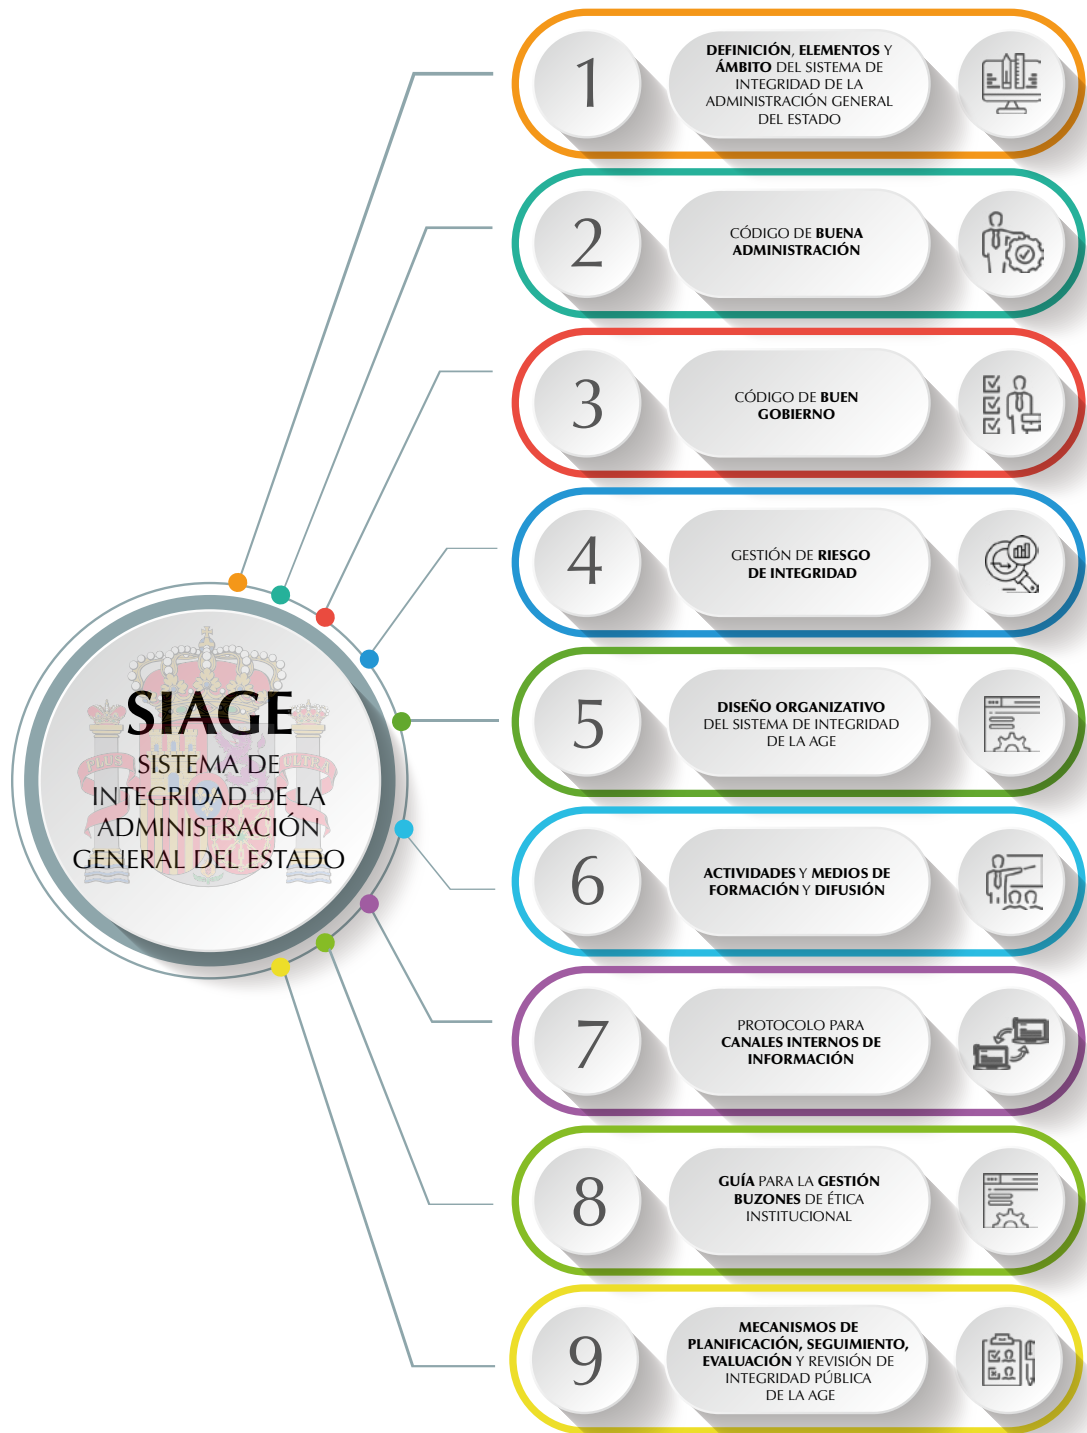 1
DEFINICIÓN, ELEMENTOS Y
ÁMBITO DEL SISTEMA DE
INTEGRIDAD DE LA
ADMINISTRACIÓN GENERAL
DEL ESTADO
2
CÓDIGO DE BUENA
ADMINISTRACIÓN
3
CÓDIGO DE BUEN
GOBIERNO
4
GESTIÓN DE RIESGO
DE INTEGRIDAD
SIAGE
SISTEMA DE
INTEGRIDAD DE LA
ADMINISTRACIÓN
GENERAL DEL ESTADO
PLUS
VLTRA
5
DISEÑO ORGANIZATIVO
DEL SISTEMA DE INTEGRIDAD
DE LA AGE
6
ACTIVIDADES Y MEDIOS DE
FORMACIÓN Y DIFUSIÓN
7
PROTOCOLO PARA
CANALES INTERNOS DE
INFORMACIÓN
8
GUÍA PARA LA GESTIÓN
BUZONES DE ÉTICA
INSTITUCIONAL
9
MECANISMOS DE
PLANIFICACIÓN, SEGUIMIENTO,
EVALUACIÓN Y REVISIÓN DE
INTEGRIDAD PÚBLICA
DE LA AGE